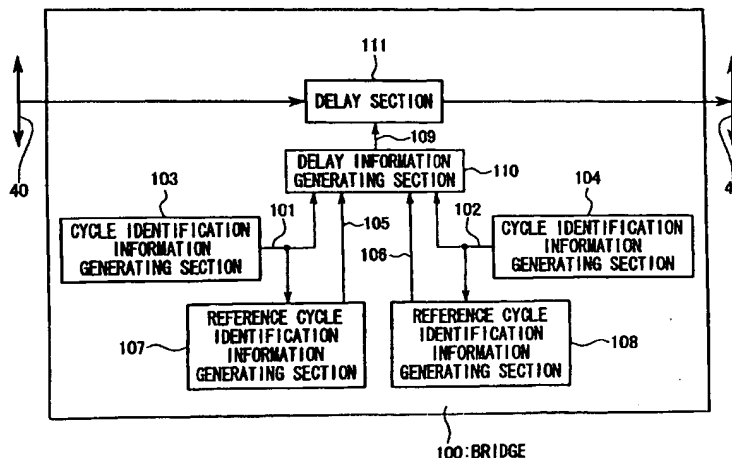 111
DELAY SECTION
109
DELAY INFORMATION
GENERATING SECTION
110
40
103
101
105
106
102
104
CYCLE IDENTIFICATION
INFORMATION
GENERATING SECTION
CYCLE IDENTIFICATION
INFORMATION
GENERATING SECTION
107
REFERENCE CYCLE
IDENTIFICATION
INFORMATION
GENERATING SECTION
REFERENCE CYCLE
IDENTIFICATION
INFORMATION
GENERATING SECTION
108
100:BRIDGE